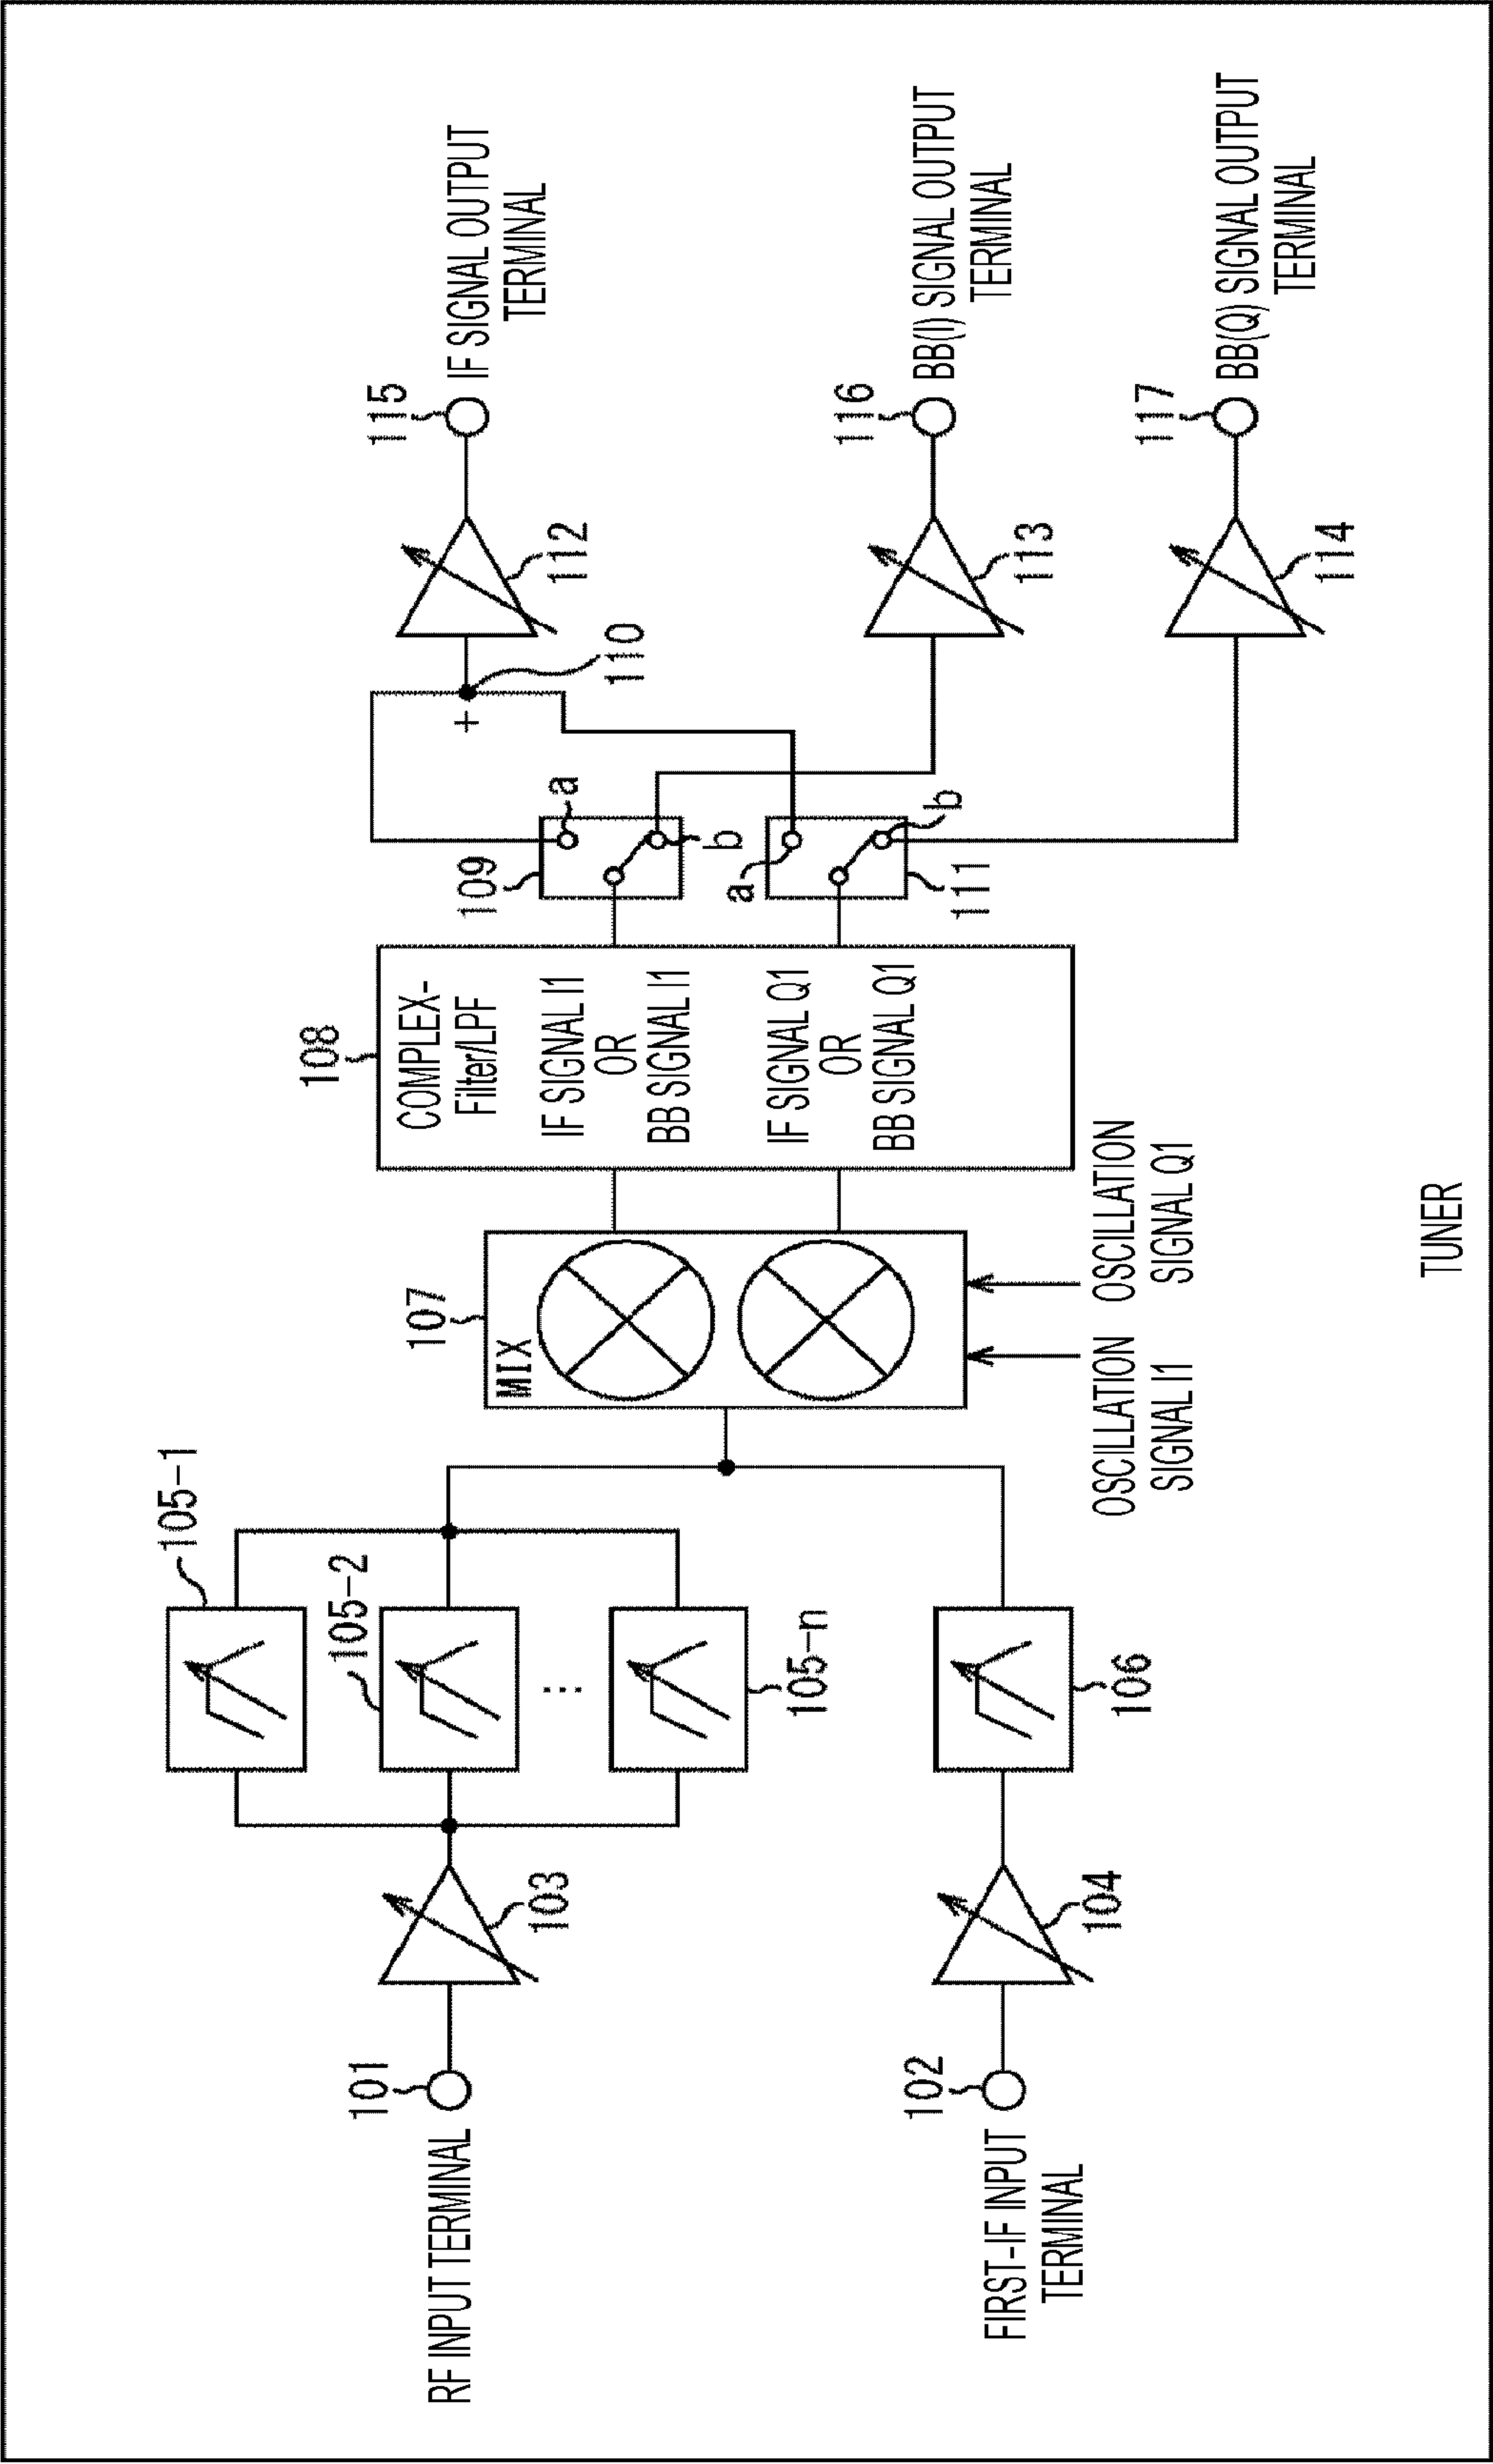 RF INPUT TERMINAL
101
103
105-1
105-2
⋮
105-n
FIRST-IF INPUT
TERMINAL
102
104
106
107
MIX
OSCILLATION
SIGNAL I1
OSCILLATION
SIGNAL Q1
108
COMPLEX-
Filter/LPF
IF SIGNAL I1
OR
BB SIGNAL I1
IF SIGNAL Q1
OR
BB SIGNAL Q1
109
a
b
a
b
111
+
110
112
115
IF SIGNAL OUTPUT
TERMINAL
113
116
BB(I) SIGNAL OUTPUT
TERMINAL
114
117
BB(Q) SIGNAL OUTPUT
TERMINAL
TUNER